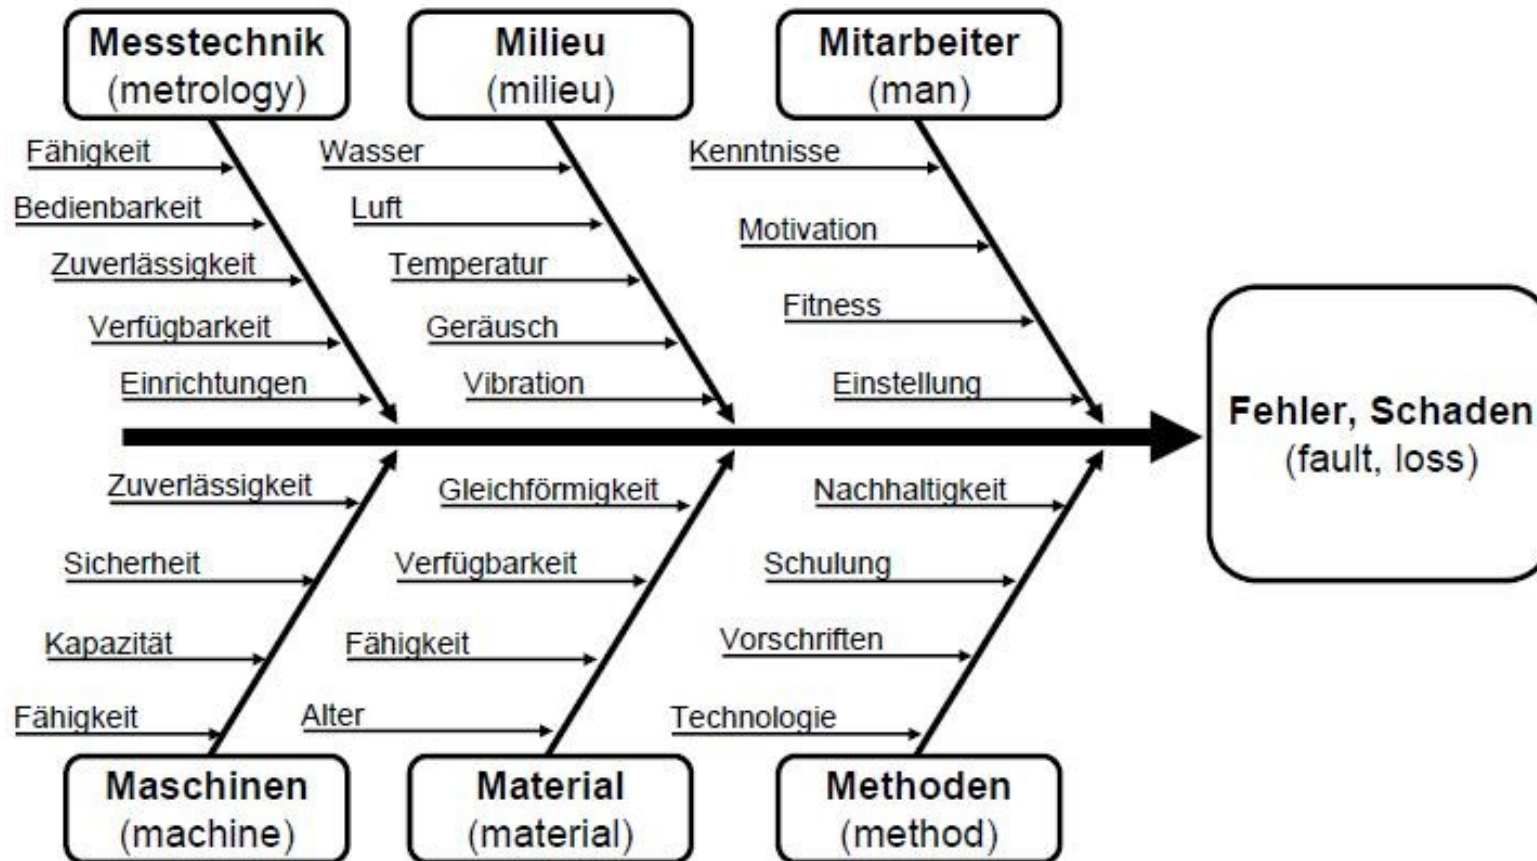 Messtechnik
(metrology)
Milieu
(milieu)
Mitarbeiter
(man)
Fähigkeit
Bedienbarkeit
Zuverlässigkeit
Verfügbarkeit
Einrichtungen
Wasser
Luft
Temperatur
Geräusch
Vibration
Kenntnisse
Motivation
Fitness
Einstellung
Fehler, Schaden
(fault, loss)
Zuverlässigkeit
Sicherheit
Kapazität
Fähigkeit
Gleichförmigkeit
Verfügbarkeit
Fähigkeit
Alter
Nachhaltigkeit
Schulung
Vorschriften
Technologie
Maschinen
(machine)
Material
(material)
Methoden
(method)